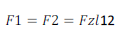 F1 = F2 = Fzl12